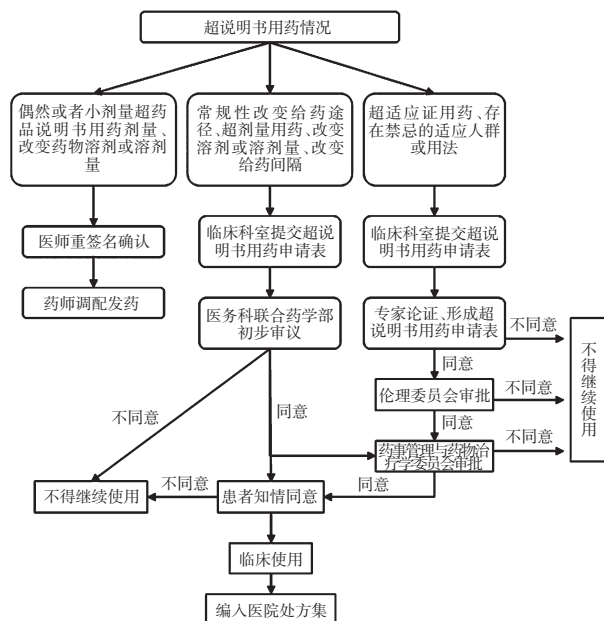 超说明书用药情况
偶然或者小剂量超药
品说明书用药剂量、
改变药物溶剂或溶剂
量
常规性改变给药途
径、超剂量用药、改变
溶剂或溶剂量、改变
给药间隔
超适应证用药、存
在禁忌的适应人群
或用法
医师重签名确认
临床科室提交超说
明书用药申请表
临床科室提交超说
明书用药申请表
药师调配发药
医务科联合药学部
初步审议
专家论证、形成超
说明书用药申请表
不同意
不得继续使用
同意
伦理委员会审批
不同意
不同意
同意
同意
药事管理与药物治
疗学委员会审批
不同意
不得继续使用
不同意
患者知情同意
同意
临床使用
编入医院处方集